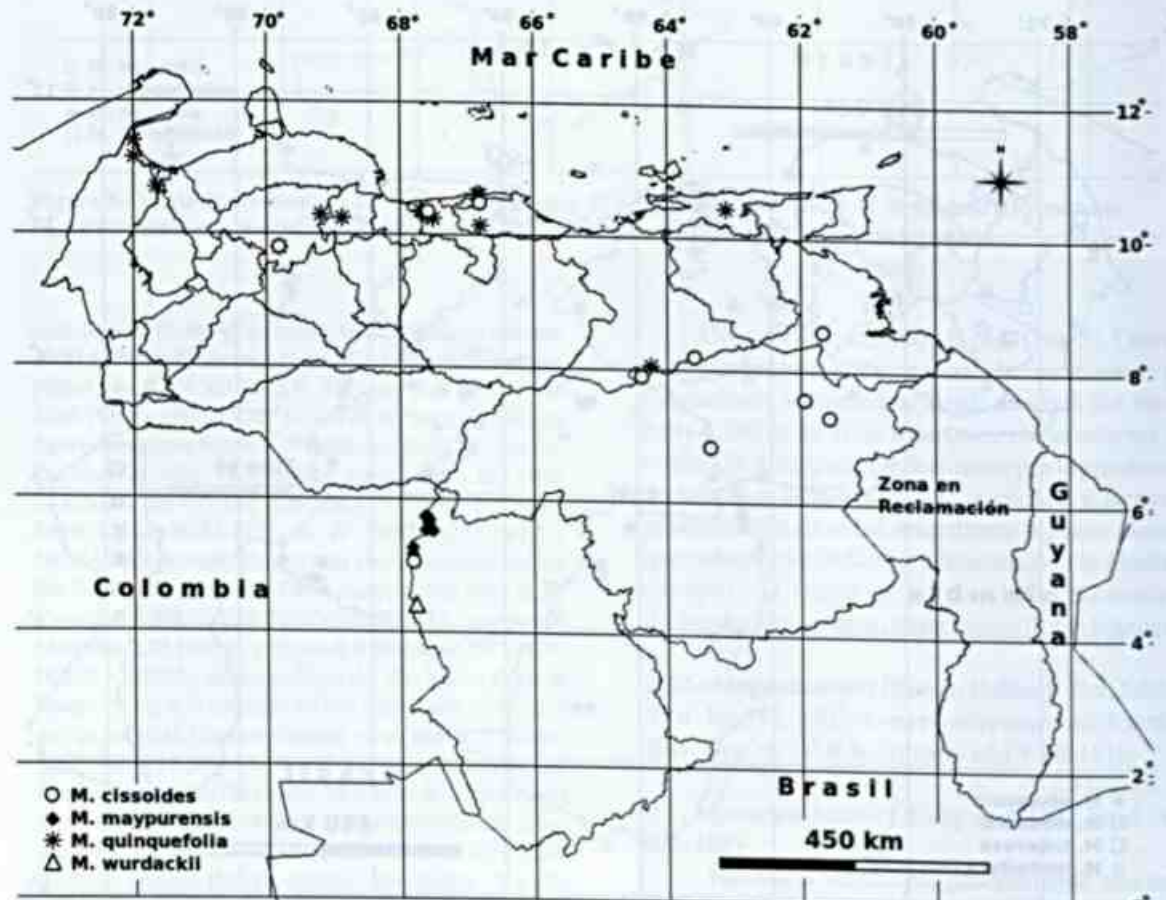 72° 70° 68° 66° 64° 62° 60° 58°
Mar Caribe
12°
N
10°
8°
Zona en
Reclamación
6°
Guyana
Colombia
4°
2°
Brasil
○ M. cissoides
◆ M. maypurensis
✳ M. quinquefolia
△ M. wurdackii
450 km